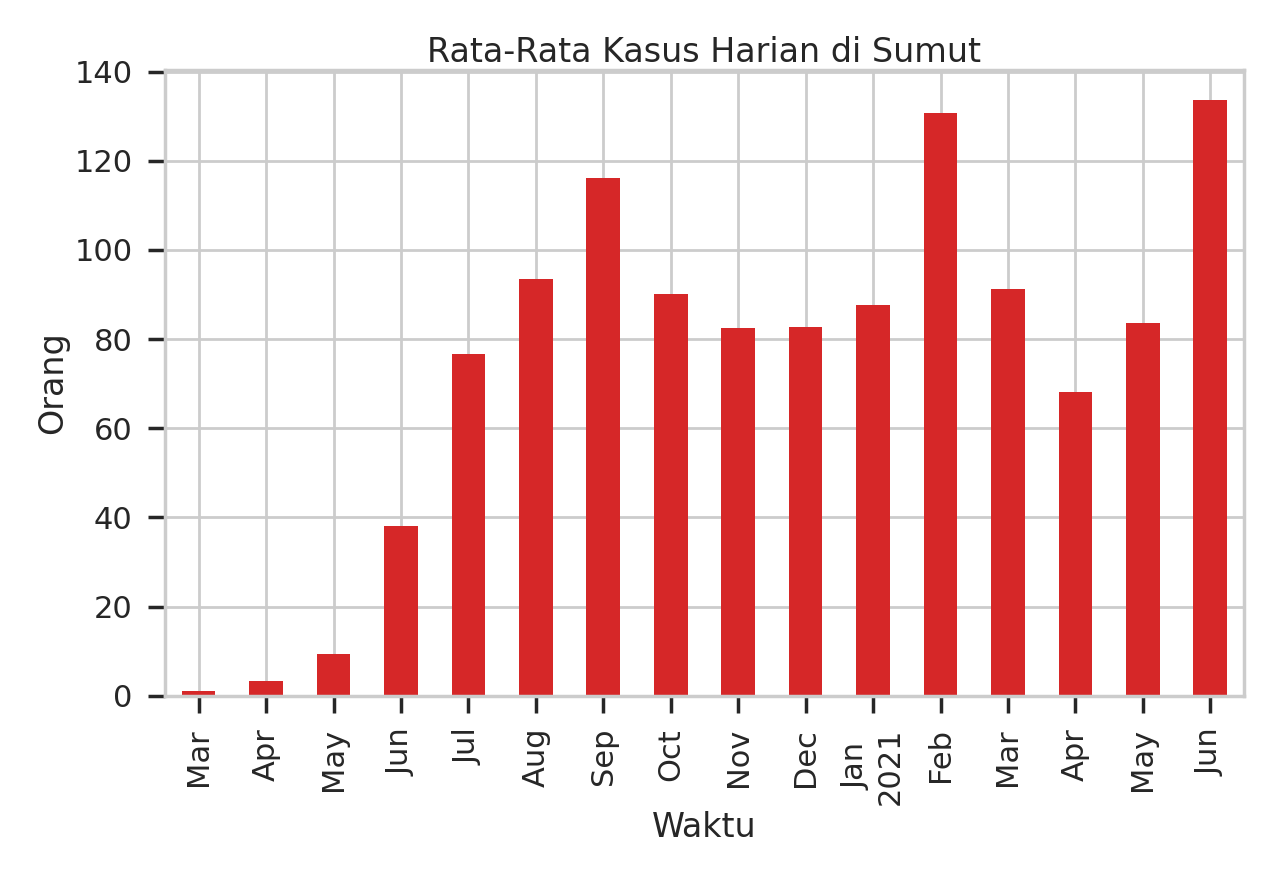 Rata-Rata Kasus Harian di Sumut
140
120
100
80
60
40
20
0
Orang
Mar
Apr
May
Jun
Jul
Aug
Sep
Oct
Nov
Dec
Jan
2021
Feb
Mar
Apr
May
Jun
Waktu